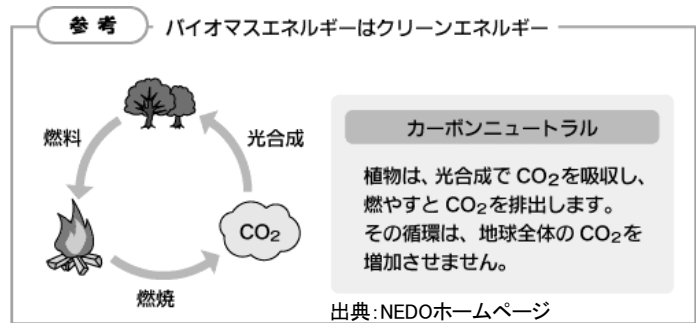 参考
バイオマスエネルギーはクリーンエネルギー
燃料
光合成
CO2
燃焼
カーボンニュートラル
植物は、光合成でCO2を吸収し、
燃やすとCO2を排出します。
その循環は、地球全体のCO2を
増加させません。
出典:NEDOホームページ